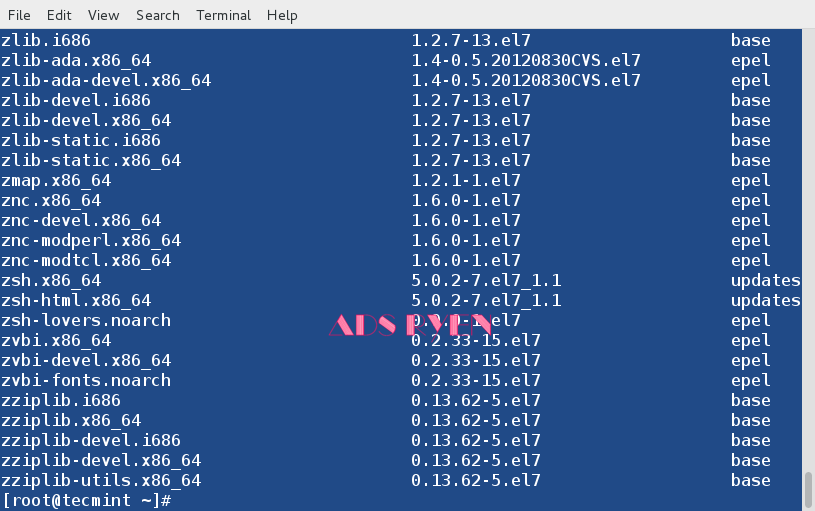 File Edit View Search Terminal Help
zlib.i686 1.2.7-13.el7 base
zlib-ada.x86_64 1.4-0.5.20120830CVS.el7 epel
zlib-ada-devel.x86_64 1.4-0.5.20120830CVS.el7 epel
zlib-devel.i686 1.2.7-13.el7 base
zlib-devel.x86_64 1.2.7-13.el7 base
zlib-static.i686 1.2.7-13.el7 base
zlib-static.x86_64 1.2.7-13.el7 base
zmap.x86_64 1.2.1-1.el7 epel
znc.x86_64 1.6.0-1.el7 epel
znc-devel.x86_64 1.6.0-1.el7 epel
znc-modperl.x86_64 1.6.0-1.el7 epel
znc-modtcl.x86_64 1.6.0-1.el7 epel
zsh.x86_64 5.0.2-7.el7_1.1 updates
zsh-html.x86_64 5.0.2-7.el7_1.1 updates
zsh-lovers.noarch epel
zvbi.x86_64 0.2.33-15.el7 epel
zvbi-devel.x86_64 0.2.33-15.el7 epel
zvbi-fonts.noarch 0.2.33-15.el7 epel
zziplib.i686 0.13.62-5.el7 base
zziplib.x86_64 0.13.62-5.el7 base
zziplib-devel.i686 0.13.62-5.el7 base
zziplib-devel.x86_64 0.13.62-5.el7 base
zziplib-utils.x86_64 0.13.62-5.el7 base
[root@tecmint ~]#